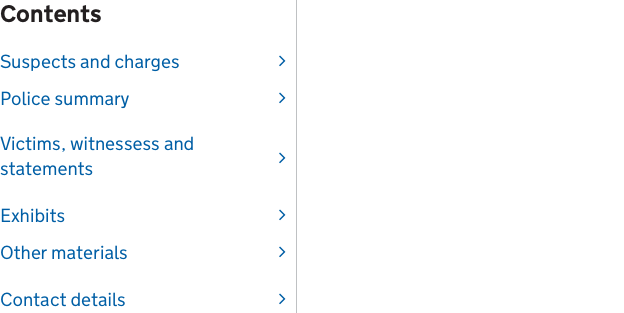 Contents
Suspects and charges
Police summary
Victims, witnessess and
statements
Exhibits
Other materials
Contact details